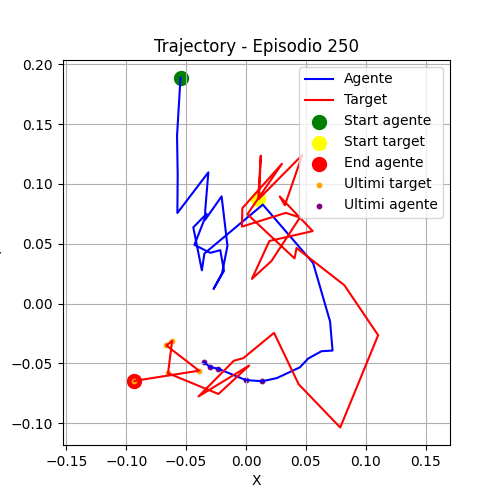 Trajectory - Episodio 250
Agente
Target
Start agente
Start target
End agente
Ultimi target
Ultimi agente
0.20
0.15
0.10
0.05
0.00
−0.05
−0.10
−0.15
−0.10
−0.05
0.00
0.05
0.10
0.15
X